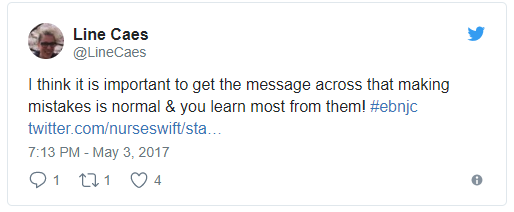 Line Caes
@LineCaes
I think it is important to get the message across that making
mistakes is normal & you learn most from them! #ebnjc
twitter.com/nurseswift/sta…
7:13 PM - May 3, 2017
1 1 4